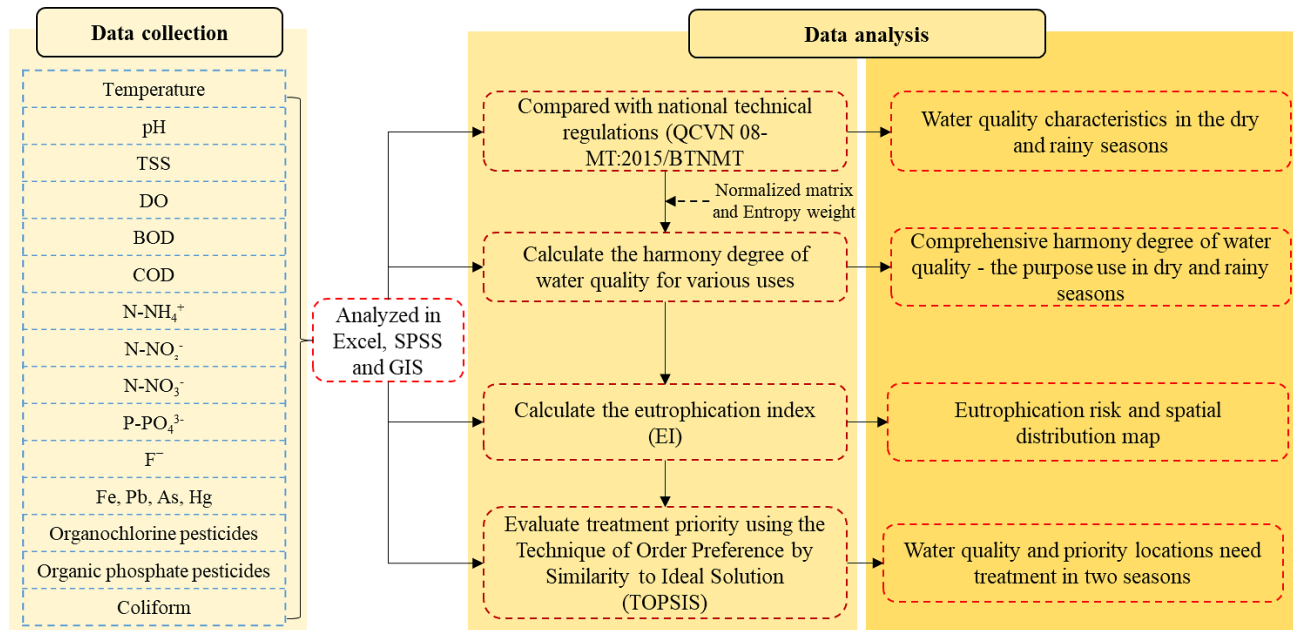 Data collection
Temperature
pH
TSS
DO
BOD
COD
N-NH₄⁺
N-NO₂⁻
N-NO₃⁻
P-PO₄³⁻
F⁻
Fe, Pb, As, Hg
Organochlorine pesticides
Organic phosphate pesticides
Coliform
Analyzed in
Excel, SPSS
and GIS
Data analysis
Compared with national technical
regulations (QCVN 08-
MT:2015/BTNMT
Water quality characteristics in the dry
and rainy seasons
Normalized matrix
and Entropy weight
Calculate the harmony degree of
water quality for various uses
Comprehensive harmony degree of water
quality - the purpose use in dry and rainy
seasons
Calculate the eutrophication index
(EI)
Eutrophication risk and spatial
distribution map
Evaluate treatment priority using the
Technique of Order Preference by
Similarity to Ideal Solution
(TOPSIS)
Water quality and priority locations need
treatment in two seasons